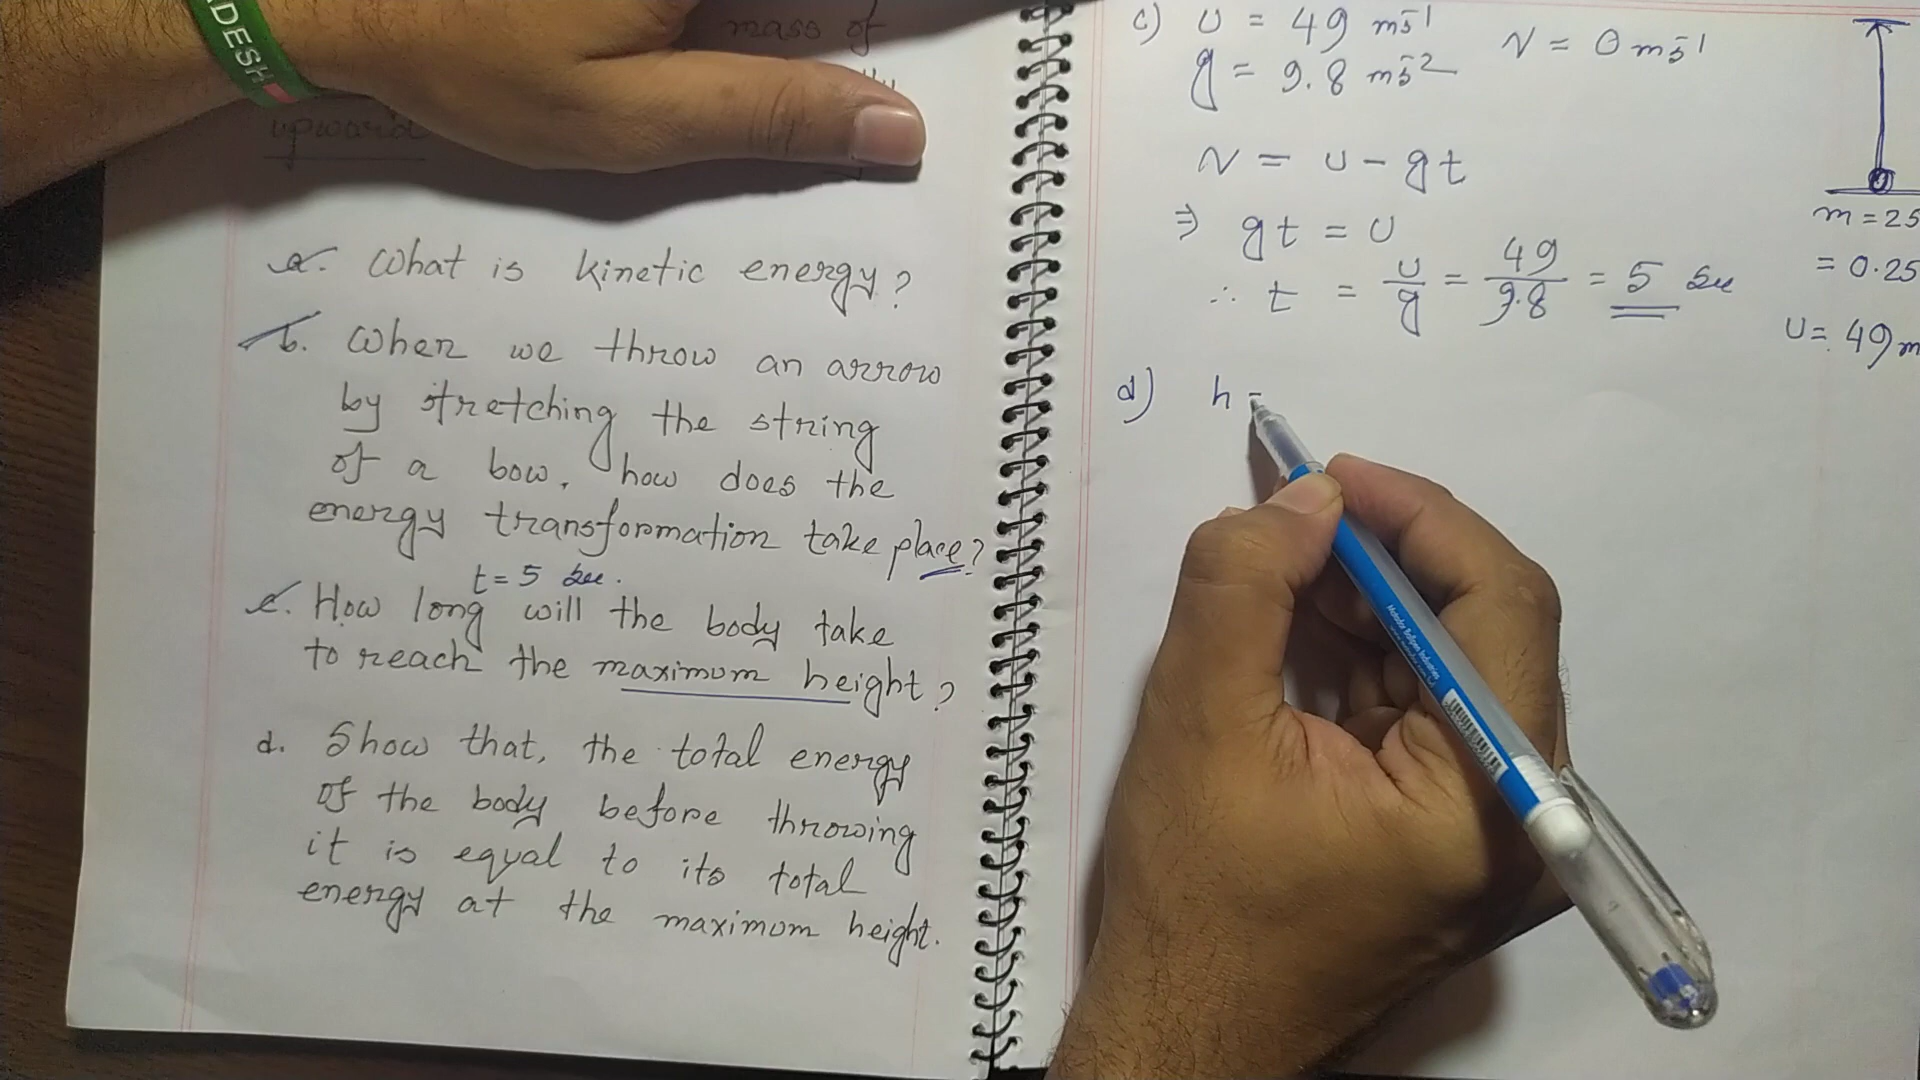 DESH
mass of
upward
a. What is kinetic energy?
b. When we throw an arrow
by stretching the string
of a bow, how does the
energy transformation take place?
t = 5 sec.
c. How long will the body take
to reach the maximum height?
d. Show that, the total energy
of the body before throwing
it is equal to its total
energy at the maximum height.
c) u = 49 ms⁻¹ v = 0 ms⁻¹
g = 9.8 ms⁻²
v = u - gt
⇒ gt = u
∴ t = u/g = 49/9.8 = 5 sec
m = 25
= 0.25
u = 49 m
d) h =
Matador Ballpen Industries